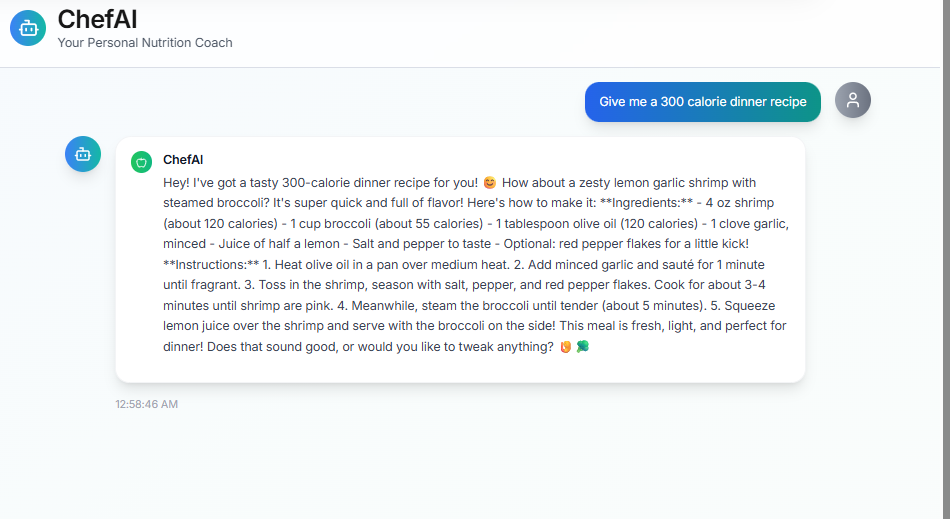 ChefAI
Your Personal Nutrition Coach
Give me a 300 calorie dinner recipe
ChefAI
Hey! I've got a tasty 300-calorie dinner recipe for you! 😋 How about a zesty lemon garlic shrimp with
steamed broccoli? It's super quick and full of flavor! Here's how to make it: **Ingredients:** - 4 oz shrimp
(about 120 calories) - 1 cup broccoli (about 55 calories) - 1 tablespoon olive oil (120 calories) - 1 clove garlic,
minced - Juice of half a lemon - Salt and pepper to taste - Optional: red pepper flakes for a little kick!
**Instructions:** 1. Heat olive oil in a pan over medium heat. 2. Add minced garlic and sauté for 1 minute
until fragrant. 3. Toss in the shrimp, season with salt, pepper, and red pepper flakes. Cook for about 3-4
minutes until shrimp are pink. 4. Meanwhile, steam the broccoli until tender (about 5 minutes). 5. Squeeze
lemon juice over the shrimp and serve with the broccoli on the side! This meal is fresh, light, and perfect for
dinner! Does that sound good, or would you like to tweak anything? 🍤 🥦
12:58:46 AM